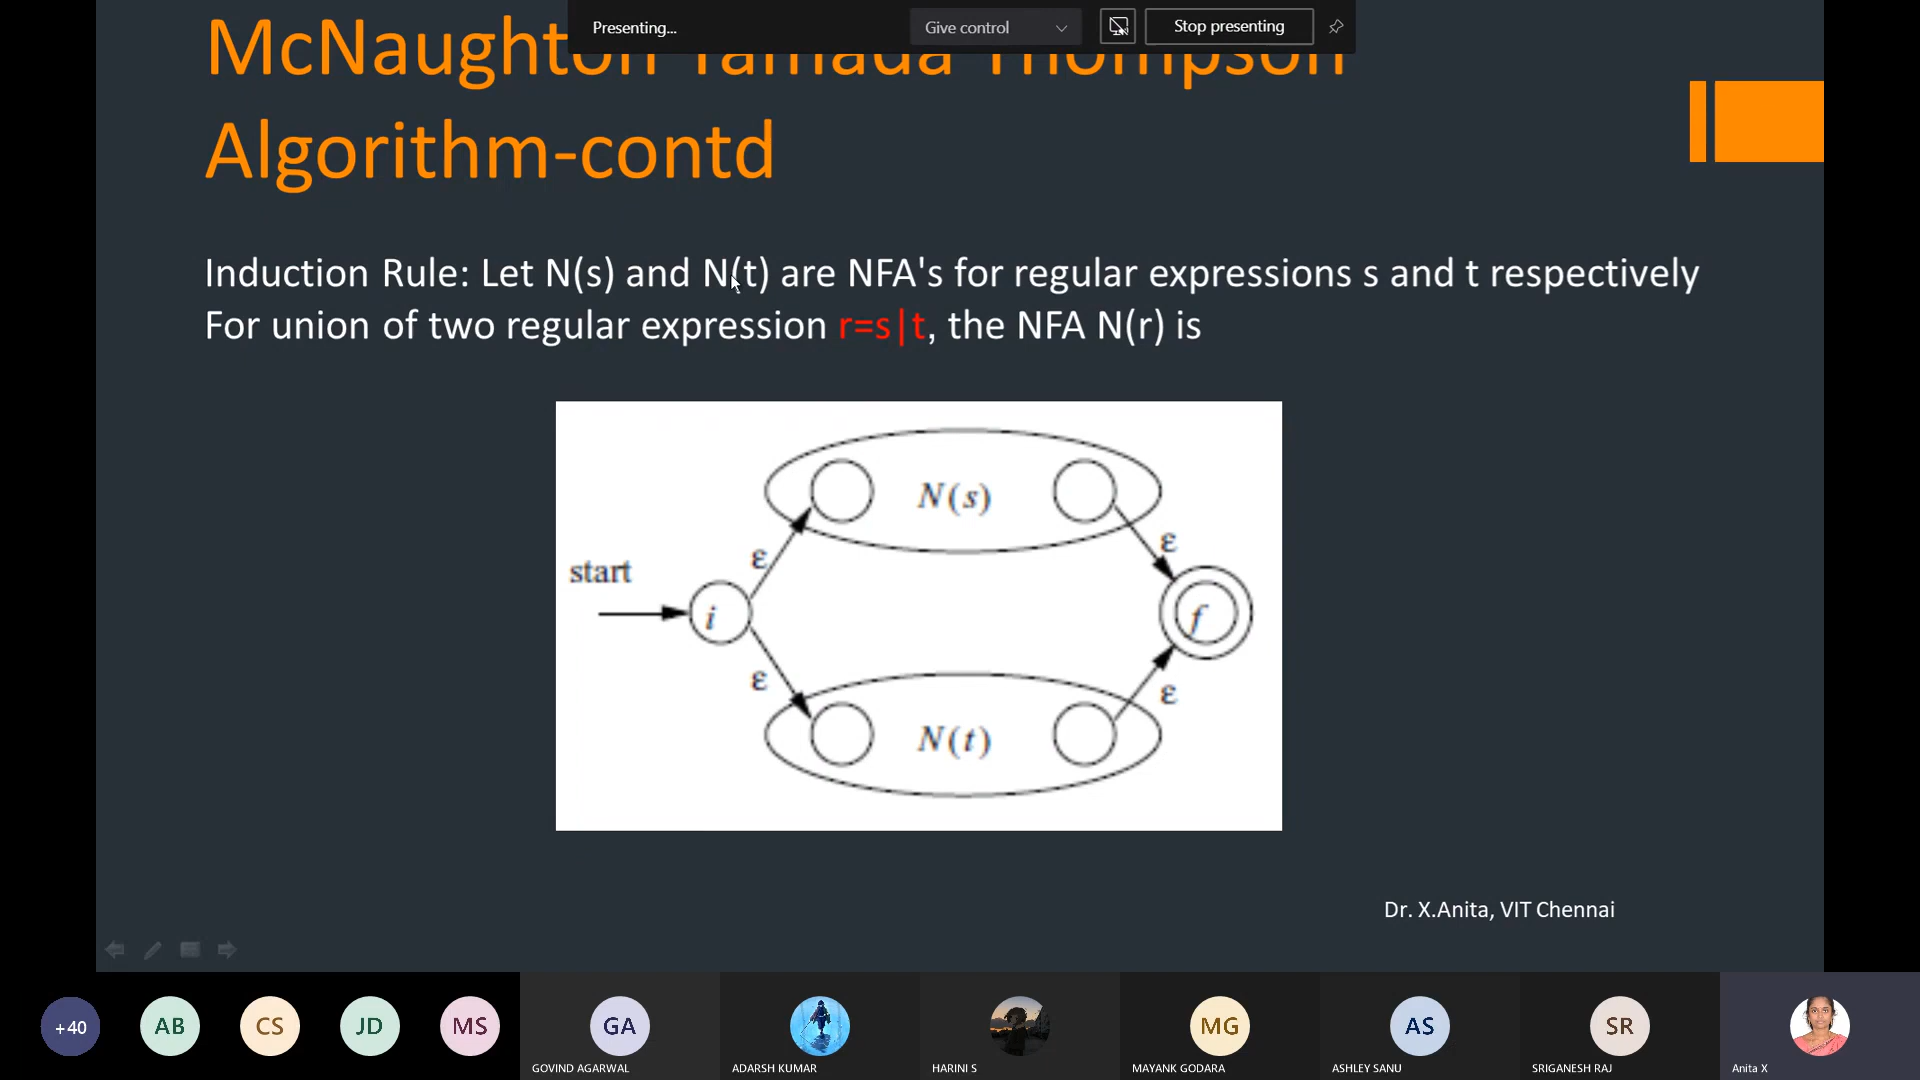 Presenting...
Give control
Stop presenting
McNaughton Yamada Thompson
Algorithm-contd
Induction Rule: Let N(s) and N(t) are NFA's for regular expressions s and t respectively
For union of two regular expression r=s|t, the NFA N(r) is
N(s)
ε
ε
start
i
f
ε
ε
N(t)
Dr. X.Anita, VIT Chennai
+40
AB
CS
JD
MS
GA
MG
AS
SR
GOVIND AGARWAL
ADARSH KUMAR
HARINI S
MAYANK GODARA
ASHLEY SANU
SRIGANESH RAJ
Anita X